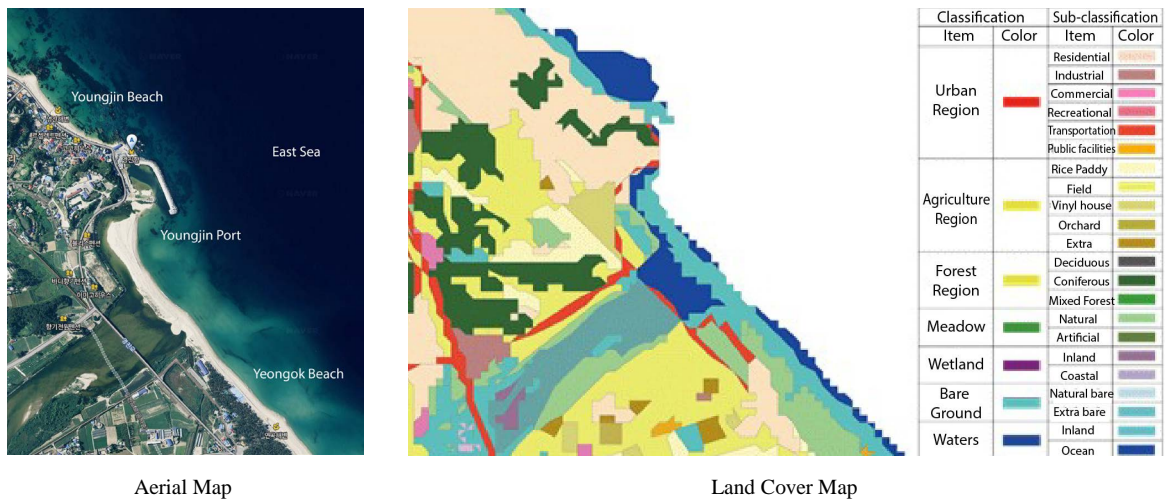 Youngjin Beach
East Sea
Youngjin Port
Yeongok Beach
Aerial Map
Land Cover Map
Classification
Sub-classification
Item
Color
Item
Color
Urban
Region
Residential
Industrial
Commercial
Recreational
Transportation
Public facilities
Agriculture
Region
Rice Paddy
Field
Vinyl house
Orchard
Extra
Forest
Region
Deciduous
Coniferous
Mixed Forest
Meadow
Natural
Artificial
Wetland
Inland
Coastal
Bare
Ground
Natural bare
Extra bare
Waters
Inland
Ocean